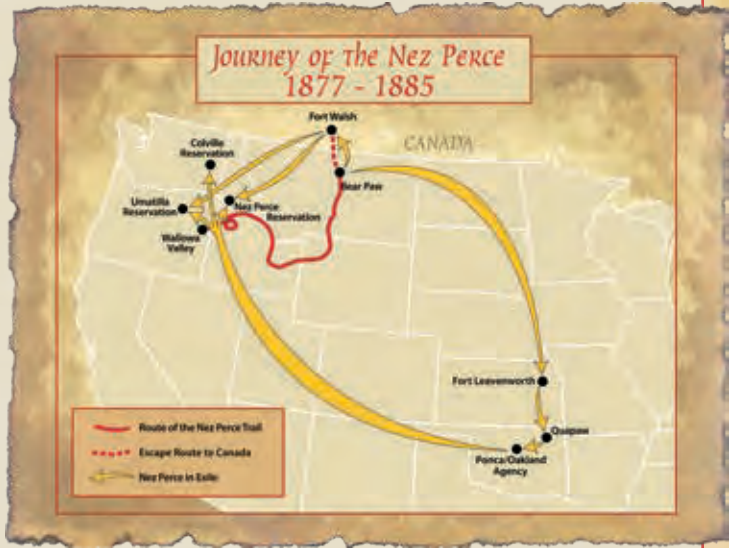 Journey of the Nez Perce
1877 - 1885
Fort Walsh
CANADA
Colville
Reservation
Bear Paw
Umatilla
Reservation
Nez Perce
Reservation
Wallowa
Valley
Fort Leavenworth
Quapaw
Ponca/Oakland
Agency
Route of the Nez Perce Trail
Escape Route to Canada
Nez Perce in Exile